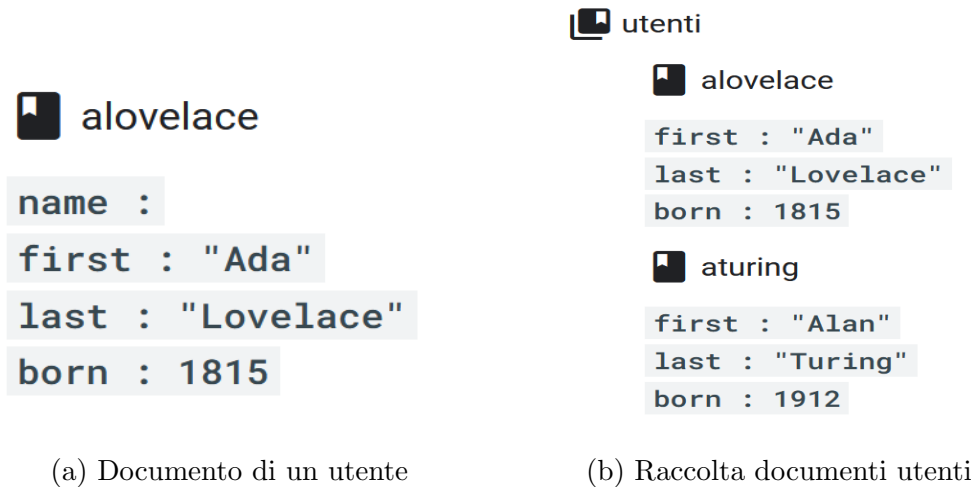 alovelace
name :
first : "Ada"
last : "Lovelace"
born : 1815
(a) Documento di un utente
utenti
alovelace
first : "Ada"
last : "Lovelace"
born : 1815
aturing
first : "Alan"
last : "Turing"
born : 1912
(b) Raccolta documenti utenti